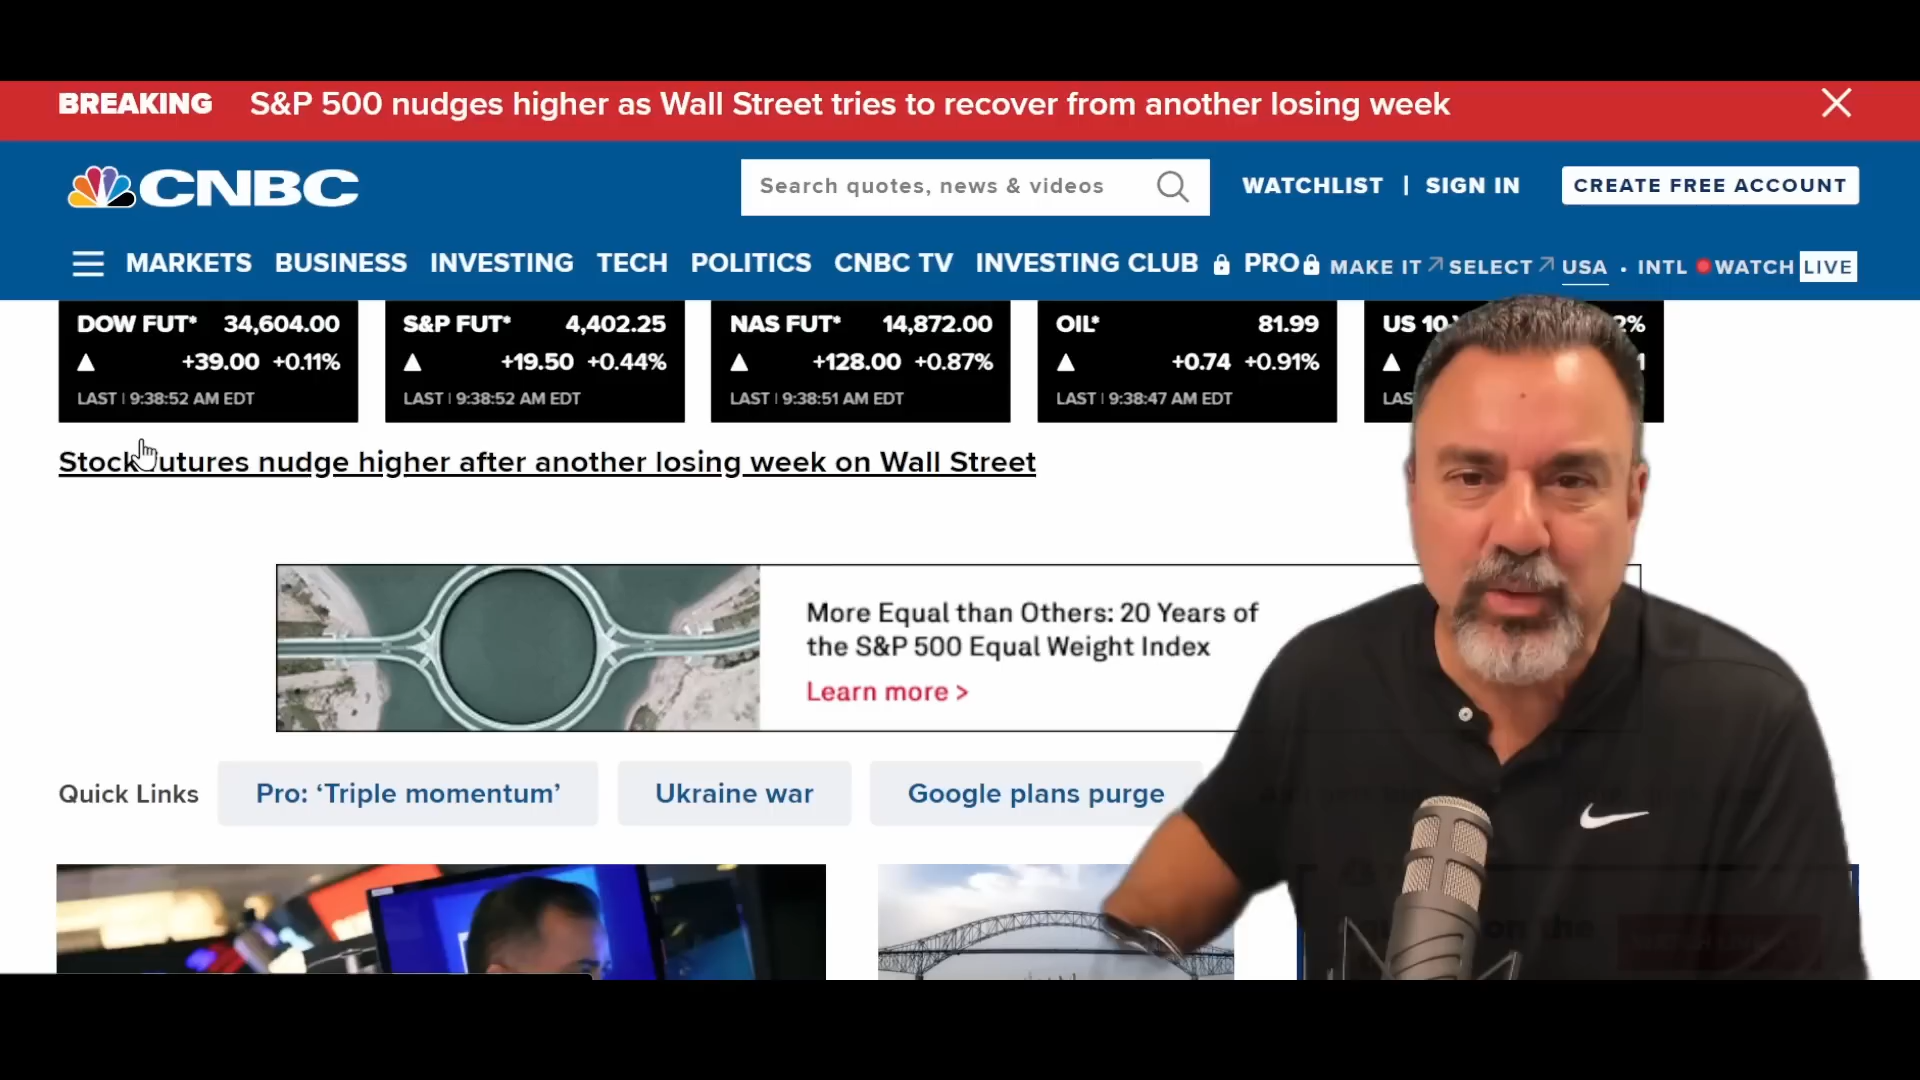 BREAKING S&P 500 nudges higher as Wall Street tries to recover from another losing week
CNBC
Search quotes, news & videos
WATCHLIST | SIGN IN
CREATE FREE ACCOUNT
MARKETS BUSINESS INVESTING TECH POLITICS CNBC TV INVESTING CLUB PRO MAKE IT SELECT USA • INTL WATCH LIVE
DOW FUT* 34,604.00
+39.00 +0.11%
LAST | 9:38:52 AM EDT
S&P FUT* 4,402.25
+19.50 +0.44%
LAST | 9:38:52 AM EDT
NAS FUT* 14,872.00
+128.00 +0.87%
LAST | 9:38:51 AM EDT
OIL* 81.99
+0.74 +0.91%
LAST | 9:38:47 AM EDT
US
Stock futures nudge higher after another losing week on Wall Street
More Equal than Others: 20 Years of
the S&P 500 Equal Weight Index
Learn more >
Quick Links
Pro: ‘Triple momentum’
Ukraine war
Google plans purge